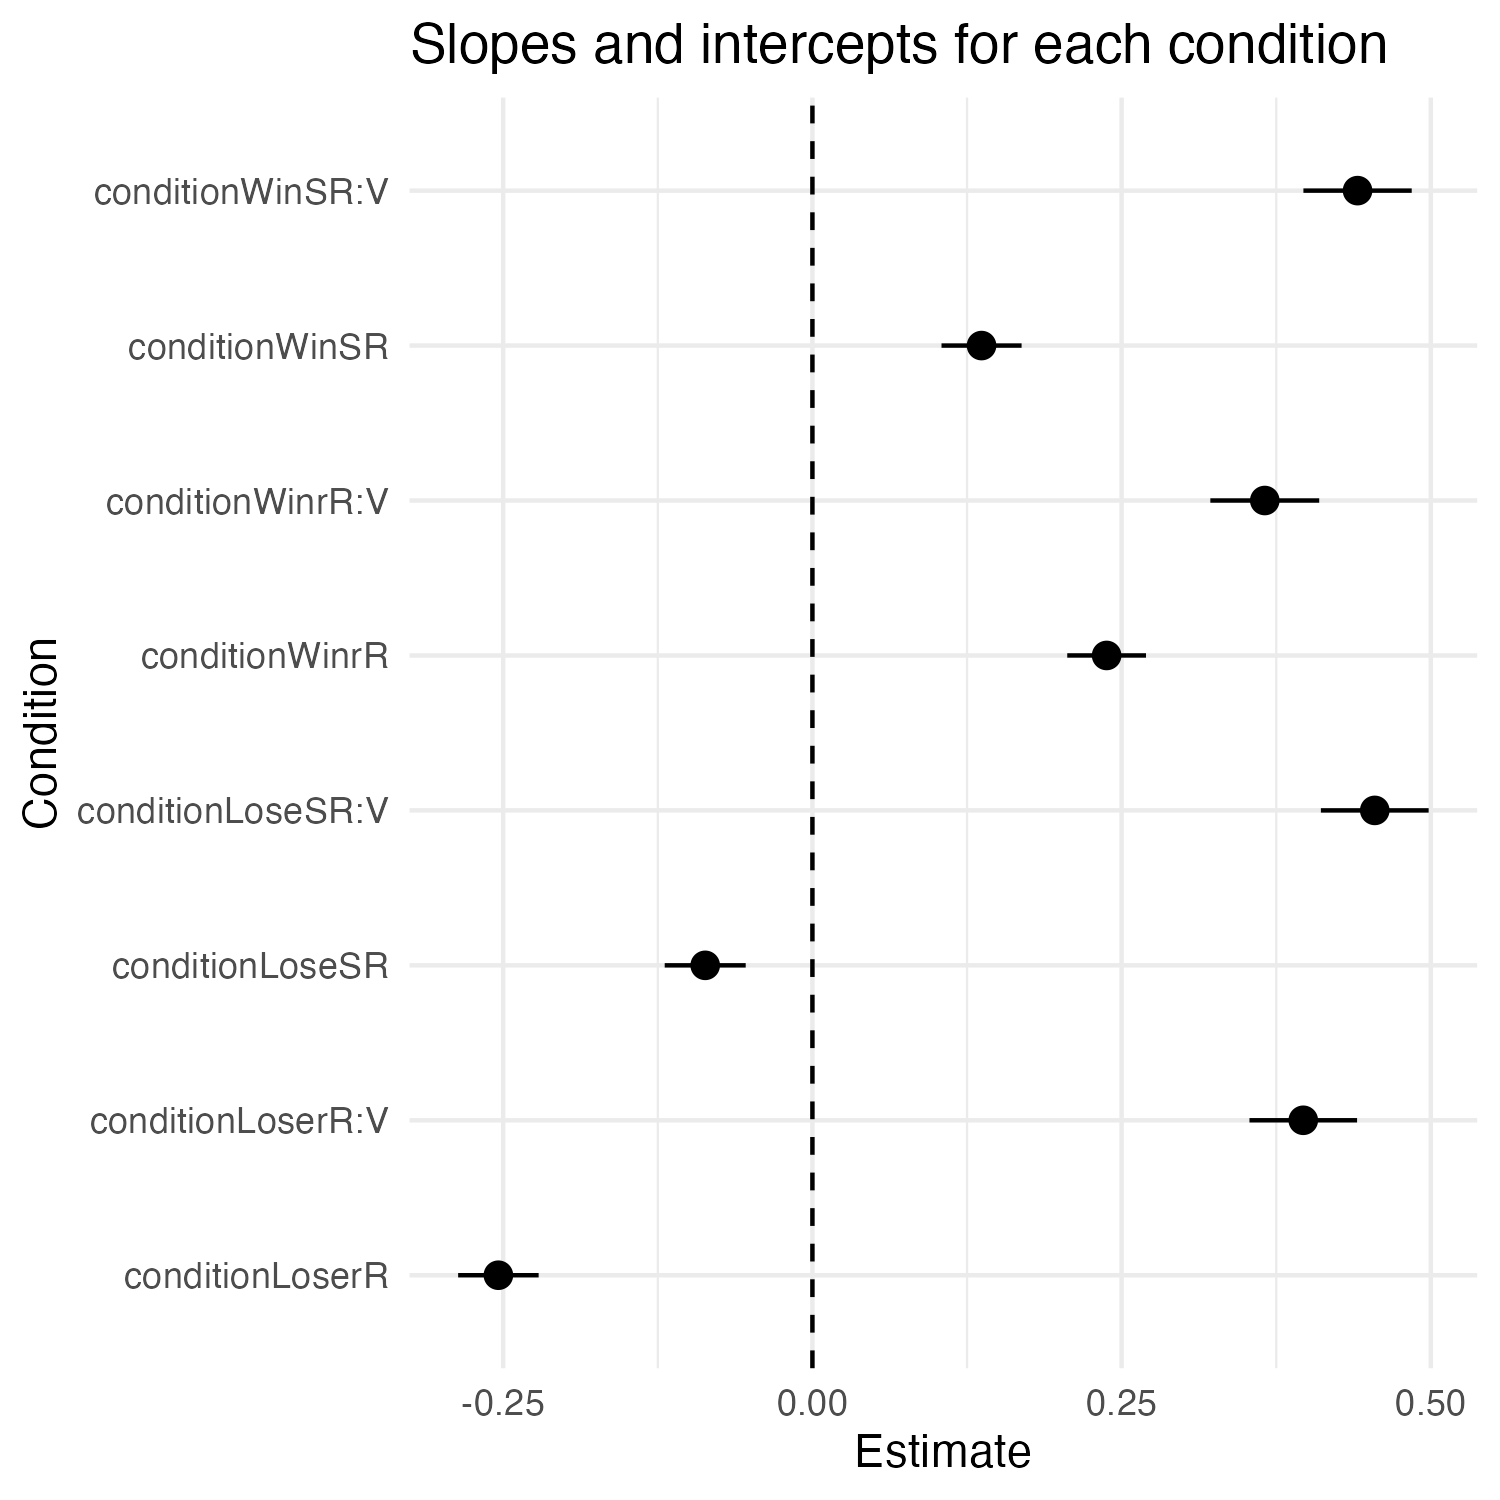 Slopes and intercepts for each condition
conditionWinSR:V
conditionWinSR
conditionWinrR:V
conditionWinrR
conditionLoseSR:V
conditionLoseSR
conditionLoserR:V
conditionLoserR
Condition
-0.25 0.00 0.25 0.50
Estimate